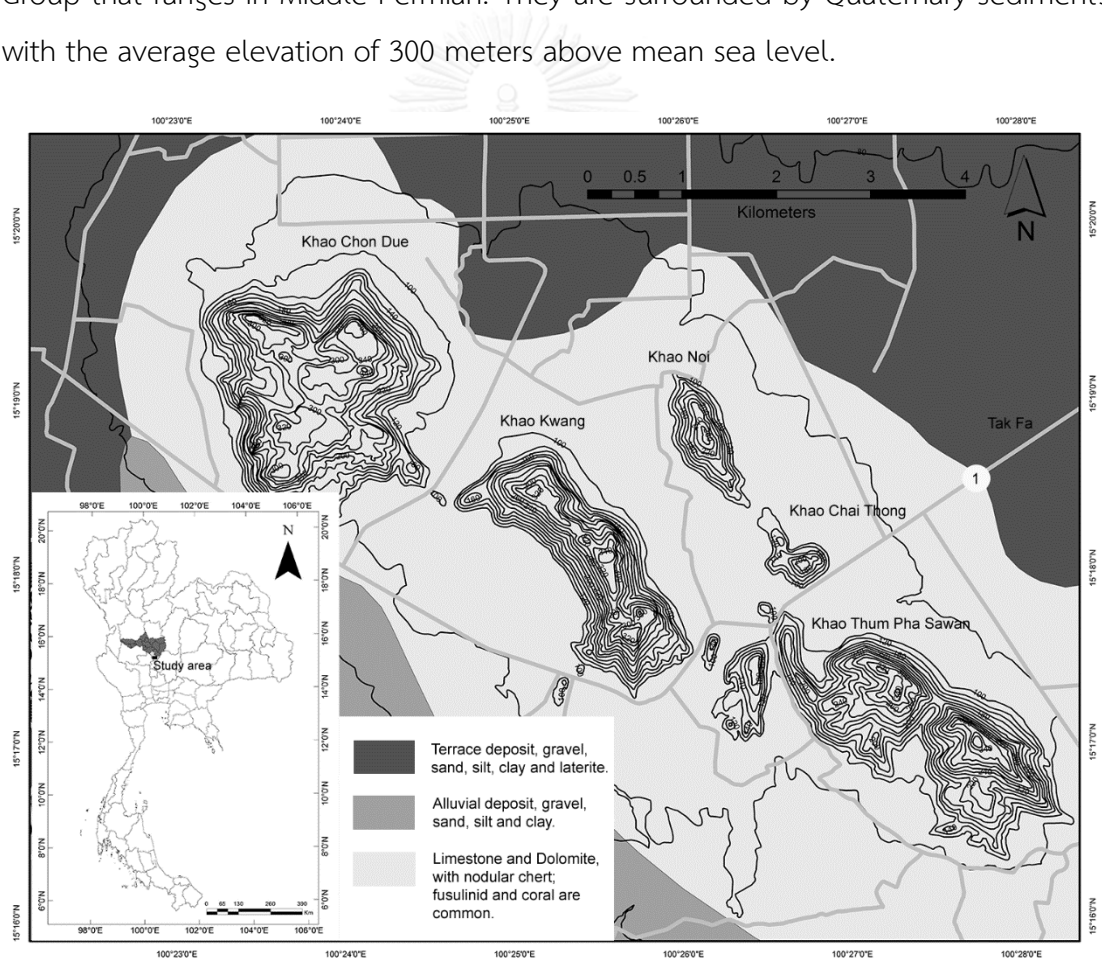 Group that ranges in Middle Permian. They are surrounded by Quaternary sediments
with the average elevation of 300 meters above mean sea level.
100°23'0"E 100°24'0"E 100°25'0"E 100°26'0"E 100°27'0"E 100°28'0"E
0 0.5 1 2 3 4
Kilometers
N
15°20'0"N 15°20'0"N
Khao Chon Due
100
Khao Noi
100
15°19'0"N 15°19'0"N
Khao Kwang
100
Tak Fa
1
Khao Chai Thong
15°18'0"N 15°18'0"N
Khao Thum Pha Sawan
100
15°17'0"N 15°17'0"N
15°16'0"N 15°16'0"N
98°0'E 100°0'E 102°0'E 104°0'E 106°0'E
N
20°0'N 20°0'N
18°0'N 18°0'N
16°0'N 16°0'N
Study area
14°0'N 14°0'N
12°0'N 12°0'N
10°0'N 10°0'N
8°0'N 8°0'N
6°0'N 6°0'N
0 65 130 260 390
Km
98°0'E 100°0'E 102°0'E 104°0'E 106°0'E
Terrace deposit, gravel,
sand, silt, clay and laterite.
Alluvial deposit, gravel,
sand, silt and clay.
Limestone and Dolomite,
with nodular chert;
fusulinid and coral are
common.
100°23'0"E 100°24'0"E 100°25'0"E 100°26'0"E 100°27'0"E 100°28'0"E